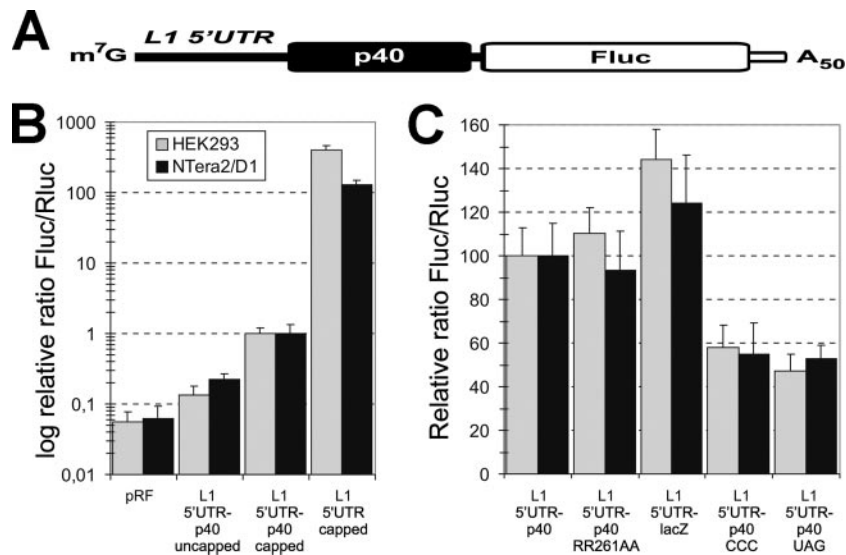 A
L1 5'UTR
m7G
p40
Fluc
A50
B
log relative ratio Fluc/Rluc
1000
100
10
1
0,1
0,01
HEK293
NTera2/D1
pRF
L1
5'UTR-
p40
uncapped
L1
5'UTR-
p40
capped
L1
5'UTR
capped
C
Relative ratio Fluc/Rluc
160
140
120
100
80
60
40
20
0
L1
5'UTR-
p40
L1
5'UTR-
p40
RR261AA
L1
5'UTR-
lacZ
L1
5'UTR-
p40
CCC
L1
5'UTR-
p40
UAG